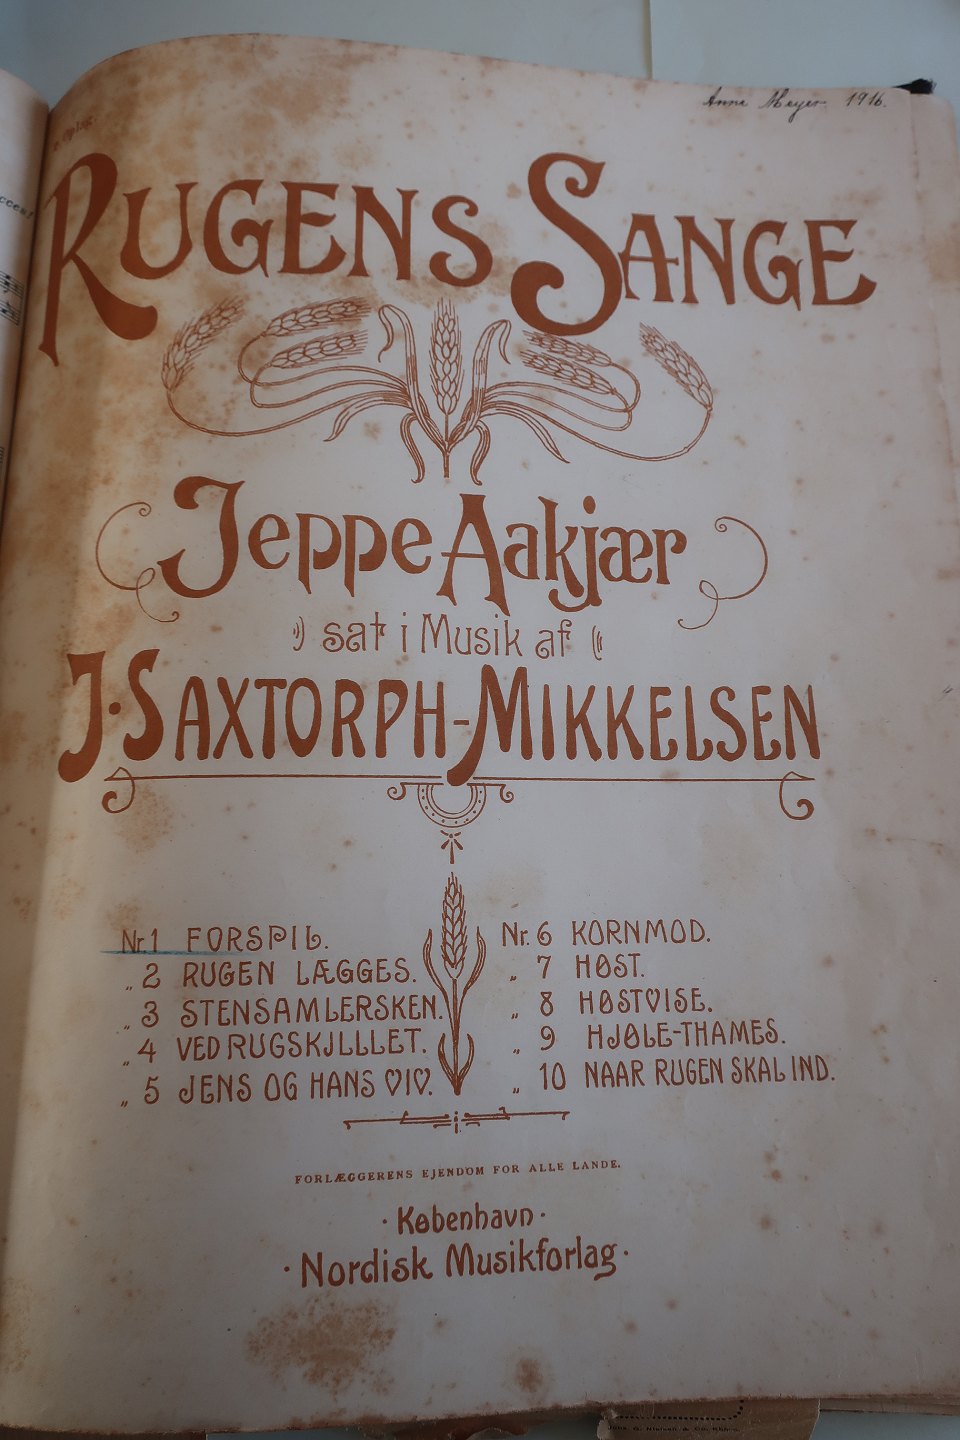 Anne Meyer. 1916.
RUGENS SANGE
Jeppe Aakjær
sat i Musik af
J. SAXTORPH-MIKKELSEN
Nr. 1 FORSPIL.
„ 2 RUGEN LÆGGES.
„ 3 STENSAMLERSKEN.
„ 4 VED RUGSKJLLLET.
„ 5 JENS OG HANS VIV.
Nr. 6 KORNMOD.
„ 7 HØST.
„ 8 HØSTVISE.
„ 9 HJØLE-THAMES.
„ 10 NAAR RUGEN SKAL IND.
FORLÆGGERENS EJENDOM FOR ALLE LANDE.
· København ·
· Nordisk Musikforlag ·